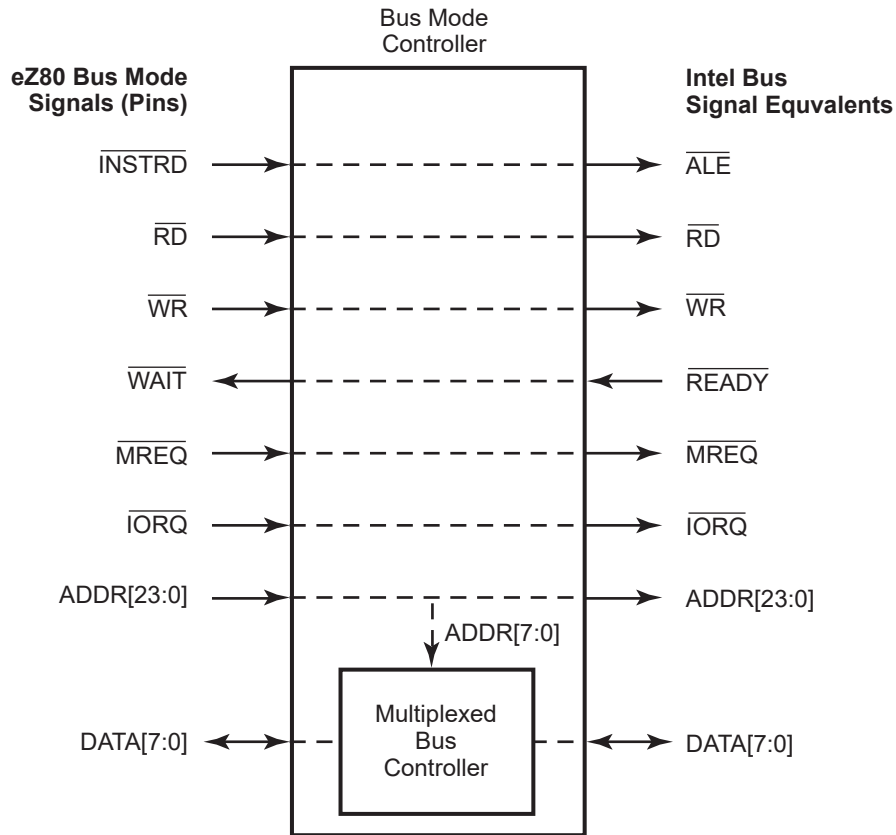 Bus Mode
Controller
eZ80 Bus Mode
Signals (Pins)
Intel Bus
Signal Equvalents
INSTRD
ALE
RD
RD
WR
WR
WAIT
READY
MREQ
MREQ
IORQ
IORQ
ADDR[23:0]
ADDR[23:0]
ADDR[7:0]
Multiplexed
Bus
Controller
DATA[7:0]
DATA[7:0]